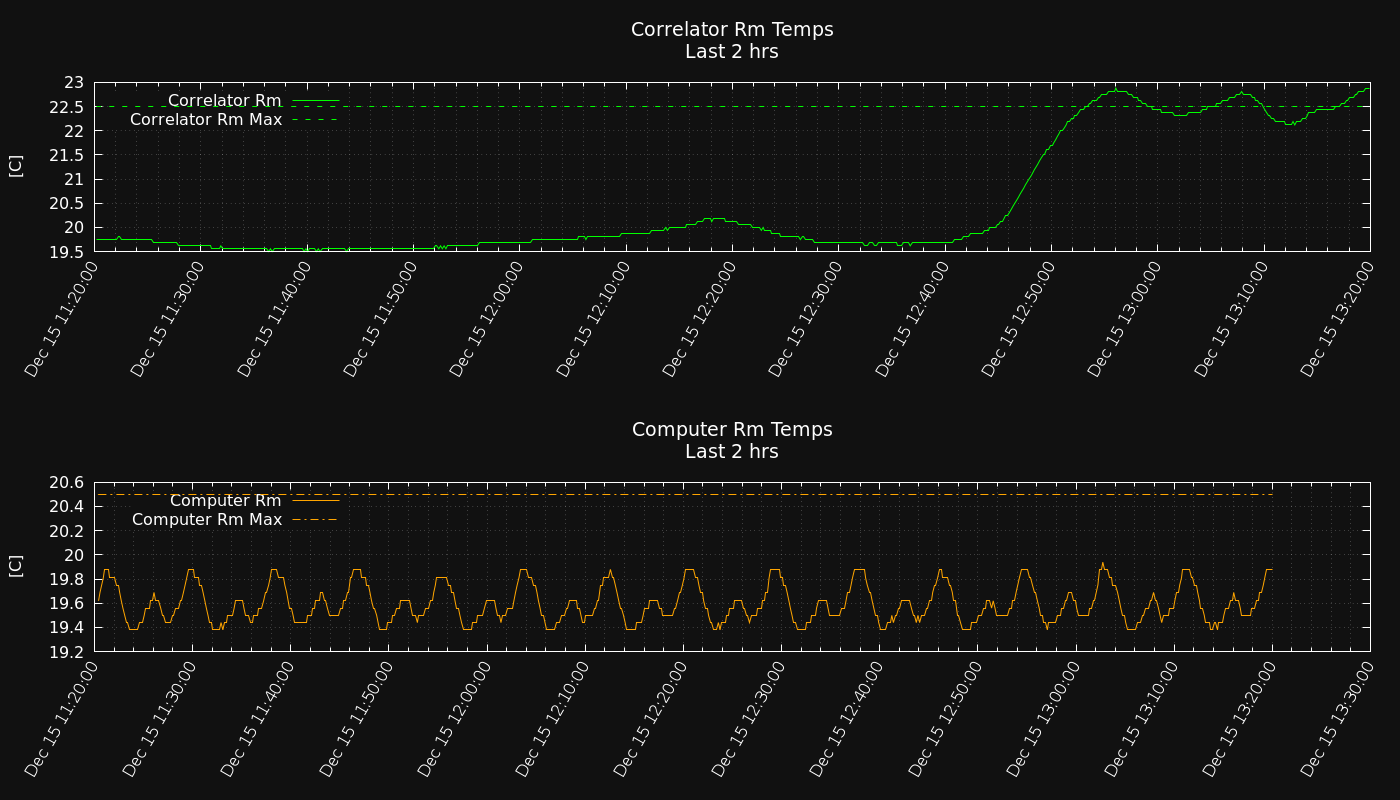 Correlator Rm Temps
Last 2 hrs
Correlator Rm
Correlator Rm Max
[C]
23
22.5
22
21.5
21
20.5
20
19.5
Dec 15 11:20:00
Dec 15 11:30:00
Dec 15 11:40:00
Dec 15 11:50:00
Dec 15 12:00:00
Dec 15 12:10:00
Dec 15 12:20:00
Dec 15 12:30:00
Dec 15 12:40:00
Dec 15 12:50:00
Dec 15 13:00:00
Dec 15 13:10:00
Dec 15 13:20:00
Computer Rm Temps
Last 2 hrs
Computer Rm
Computer Rm Max
[C]
20.6
20.4
20.2
20
19.8
19.6
19.4
19.2
Dec 15 11:20:00
Dec 15 11:30:00
Dec 15 11:40:00
Dec 15 11:50:00
Dec 15 12:00:00
Dec 15 12:10:00
Dec 15 12:20:00
Dec 15 12:30:00
Dec 15 12:40:00
Dec 15 12:50:00
Dec 15 13:00:00
Dec 15 13:10:00
Dec 15 13:20:00
Dec 15 13:30:00